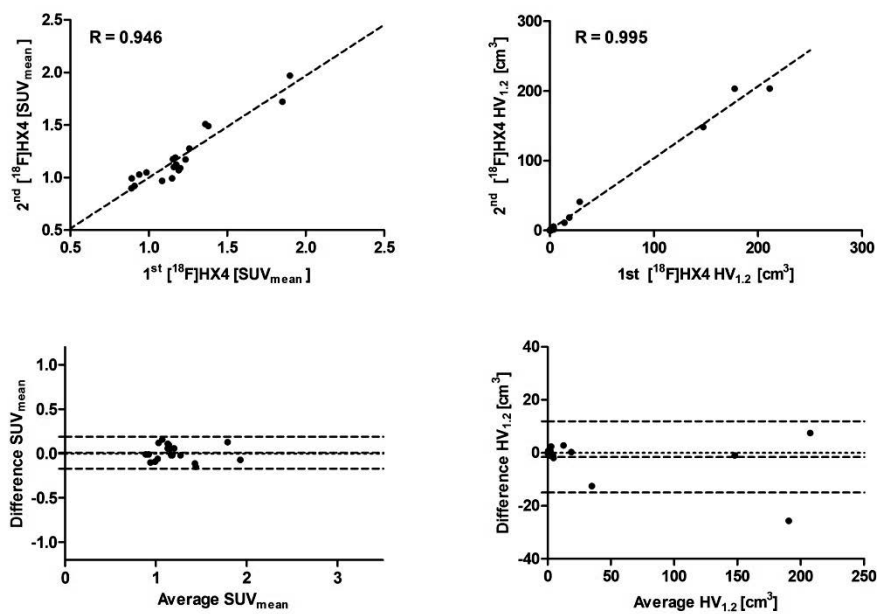 R = 0.946
2.5
2.0
1.5
1.0
0.5
2nd [18F]HX4 [SUVmean]
0.5 1.0 1.5 2.0 2.5
1st [18F]HX4 [SUVmean]
R = 0.995
300
200
100
0
2nd [18F]HX4 HV1.2 [cm3]
0 100 200 300
1st [18F]HX4 HV1.2 [cm3]
1.0
0.5
0.0
-0.5
-1.0
Difference SUVmean
0 1 2 3
Average SUVmean
40
20
0
-20
-40
Difference HV1.2 [cm3]
0 50 100 150 200 250
Average HV1.2 [cm3]